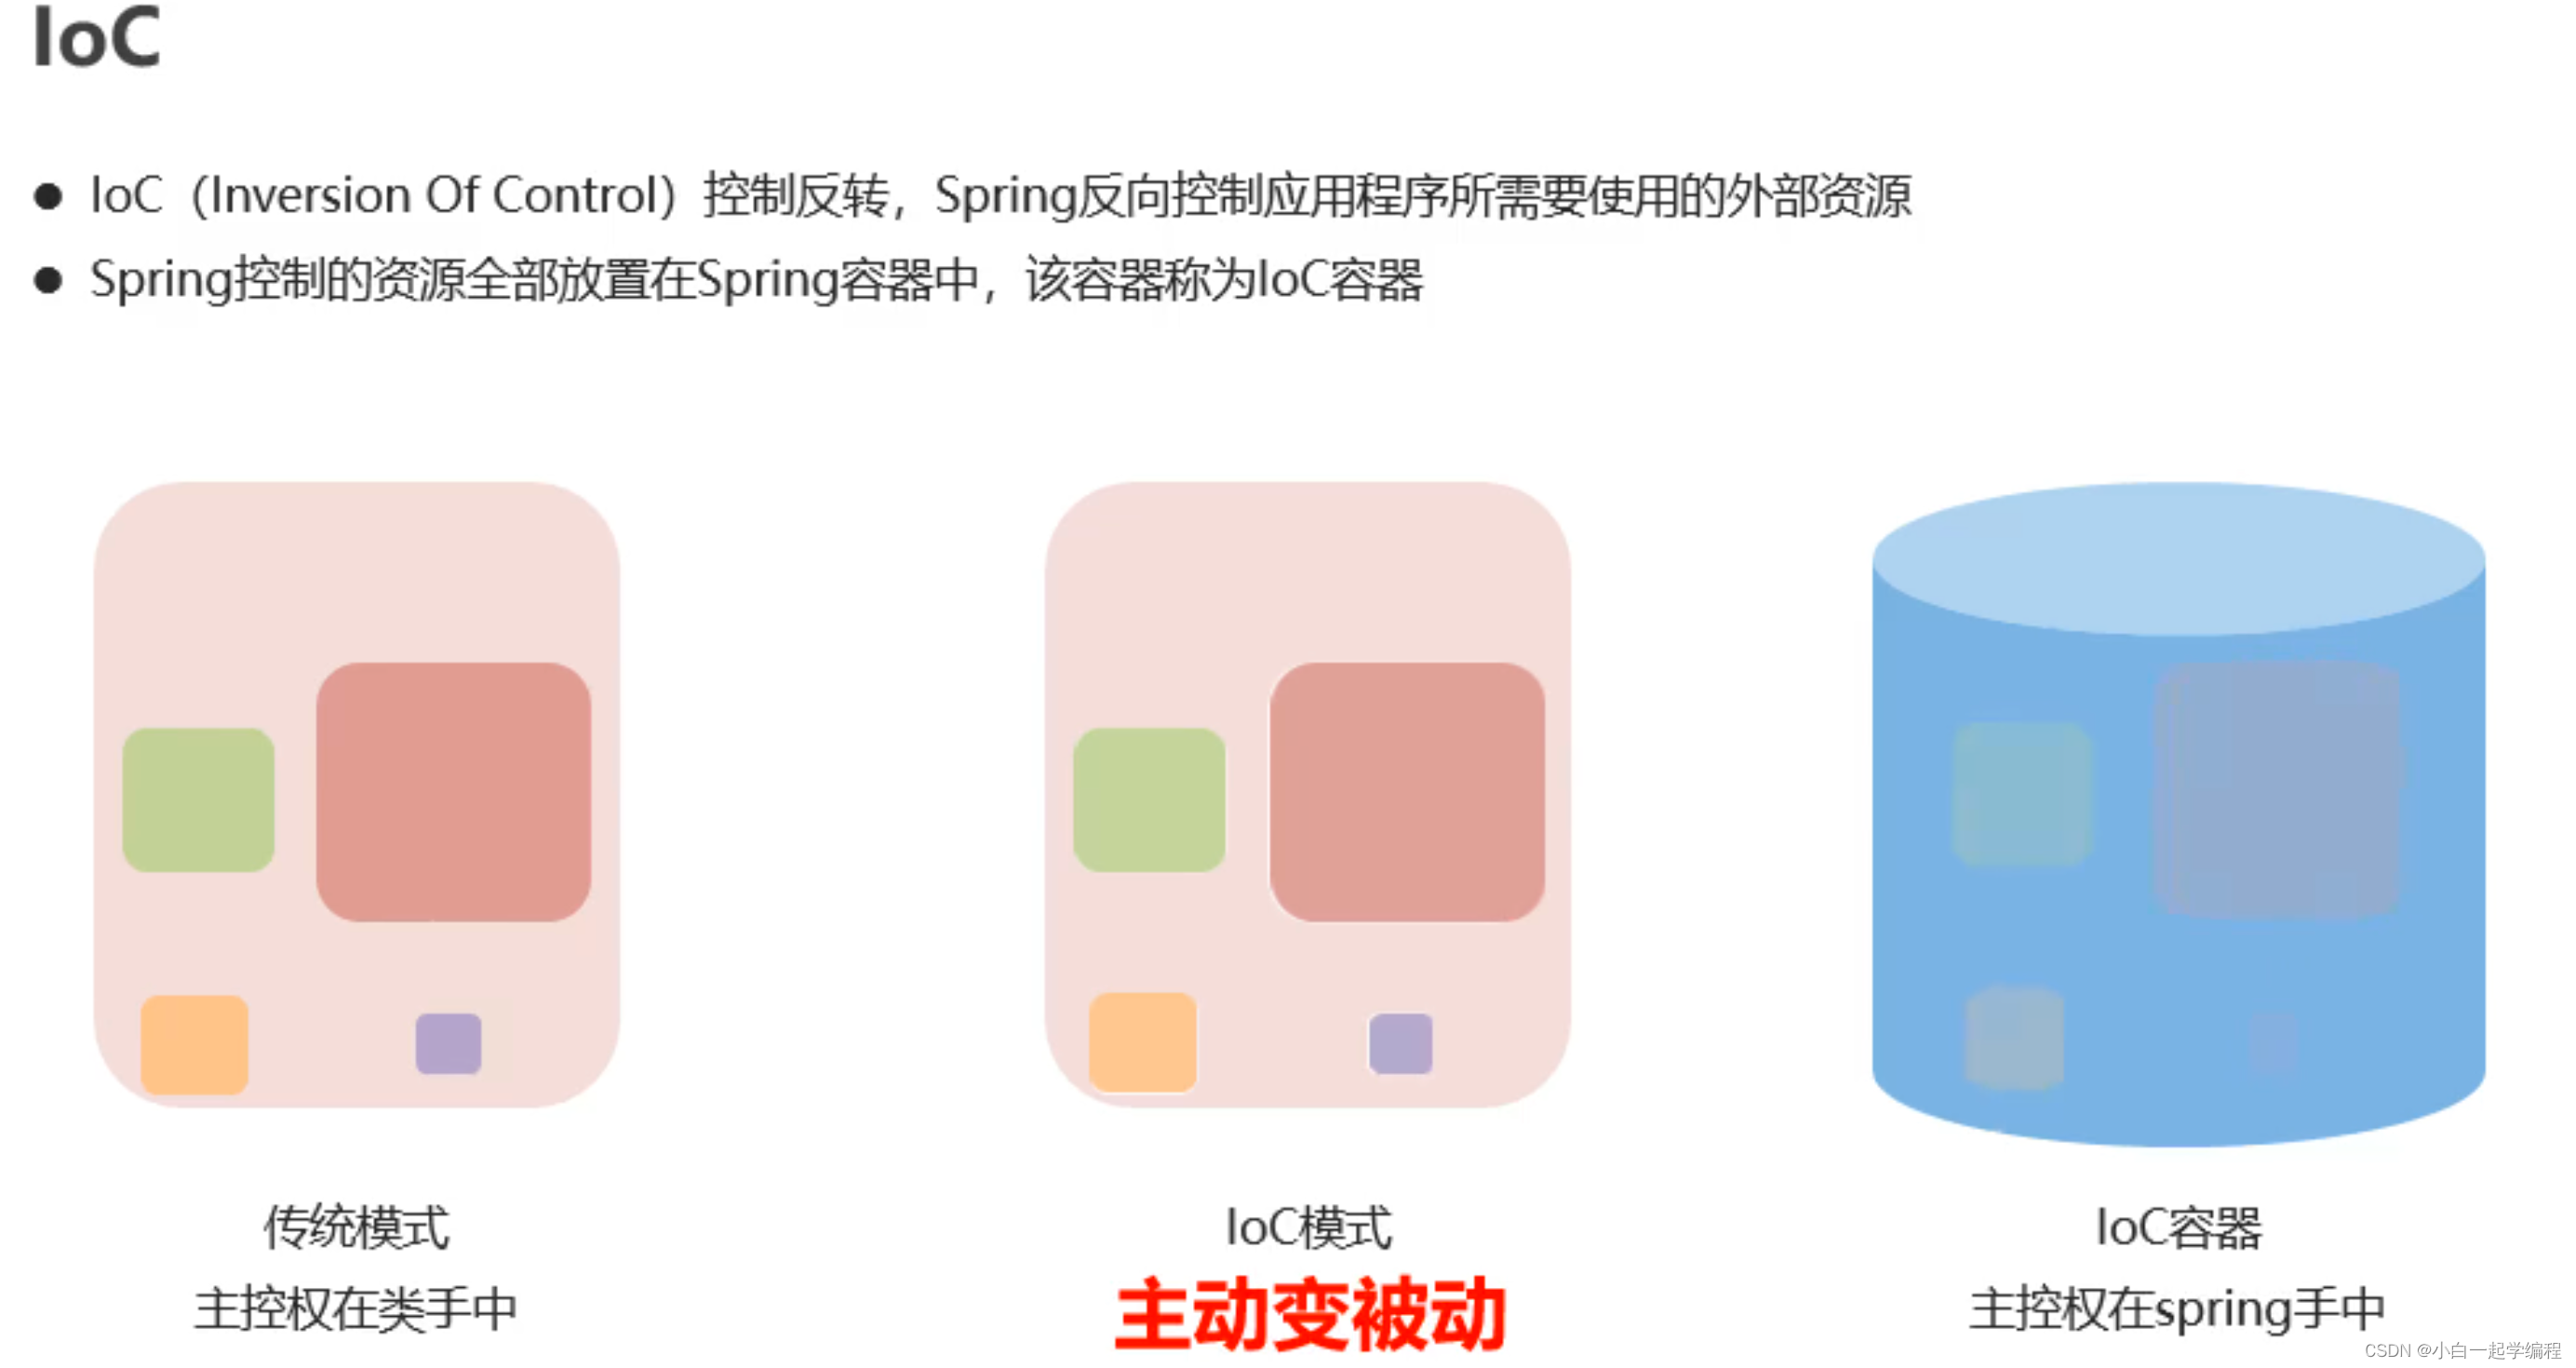 IoC
● IoC（Inversion Of Control）控制反转，Spring反向控制应用程序所需要使用的外部资源
● Spring控制的资源全部放置在Spring容器中，该容器称为IoC容器
传统模式
主控权在类手中
IoC模式
主动变被动
IoC容器
主控权在spring手中
CSDN @小白一起学编程